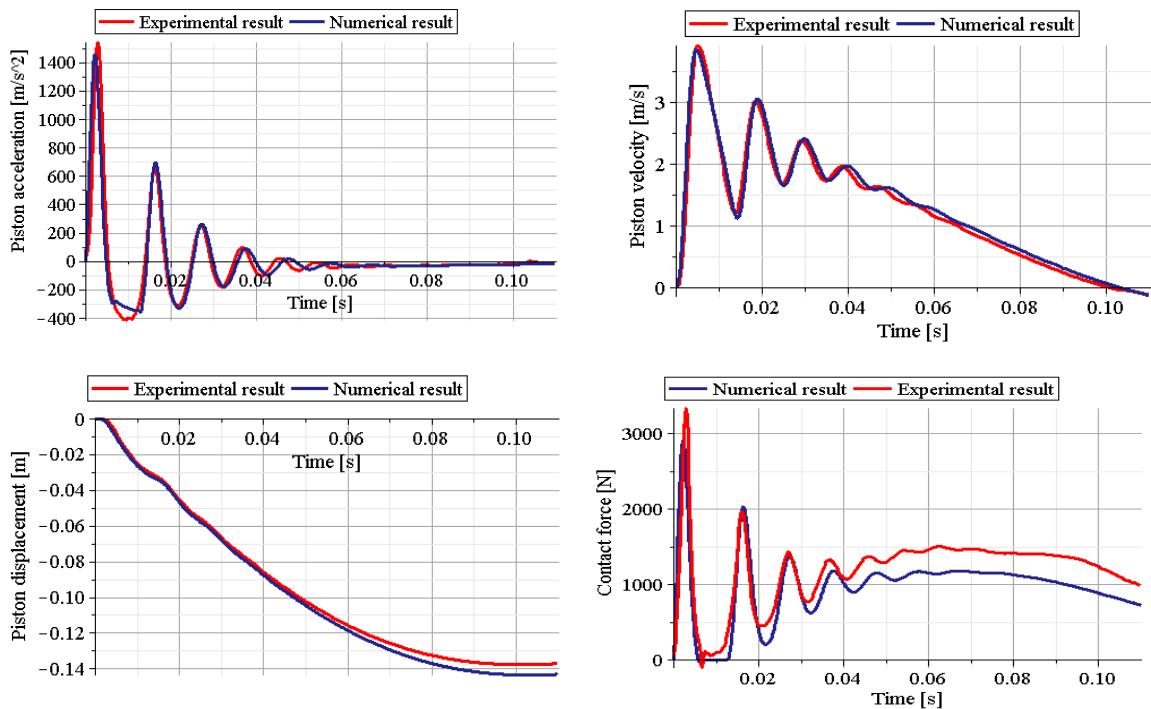 Experimental result Numerical result
Piston acceleration [m/s^2]
1400
1200
1000
800
600
400
200
0
−200
−400
0.02 0.04 0.06 0.08 0.10
Time [s]
Experimental result Numerical result
Piston velocity [m/s]
3
2
1
0
0.02 0.04 0.06 0.08 0.10
Time [s]
Experimental result Numerical result
Piston displacement [m]
0
−0.02
−0.04
−0.06
−0.08
−0.10
−0.12
−0.14
0.02 0.04 0.06 0.08 0.10
Time [s]
Numerical result Experimental result
Contact force [N]
3000
2000
1000
0
0.02 0.04 0.06 0.08 0.10
Time [s]